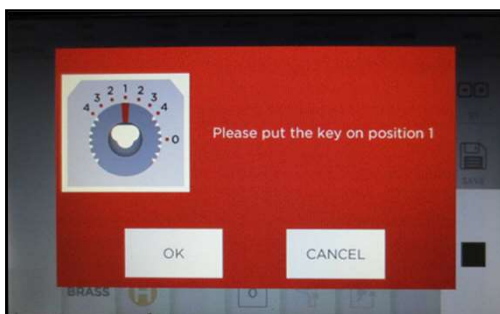 2 1 2
3 3
4 4
0
Please put the key on position 1
OK
CANCEL
SAVE
BRASS
H
0